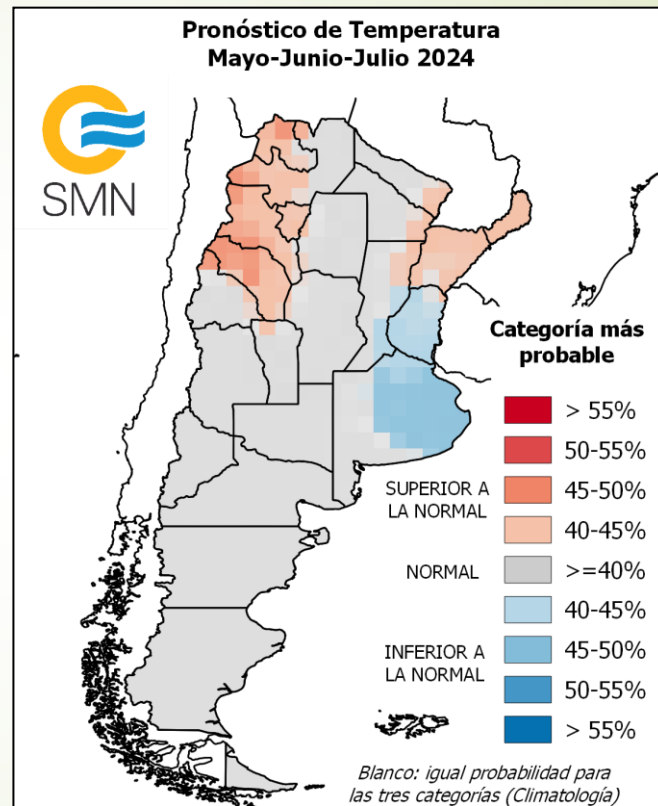 Pronóstico de Temperatura
Mayo-Junio-Julio 2024
SMN
Categoría más
probable
> 55%
50-55%
SUPERIOR A
LA NORMAL
45-50%
40-45%
NORMAL
>=40%
40-45%
INFERIOR A
LA NORMAL
45-50%
50-55%
> 55%
Blanco: igual probabilidad para
las tres categorías (Climatología)